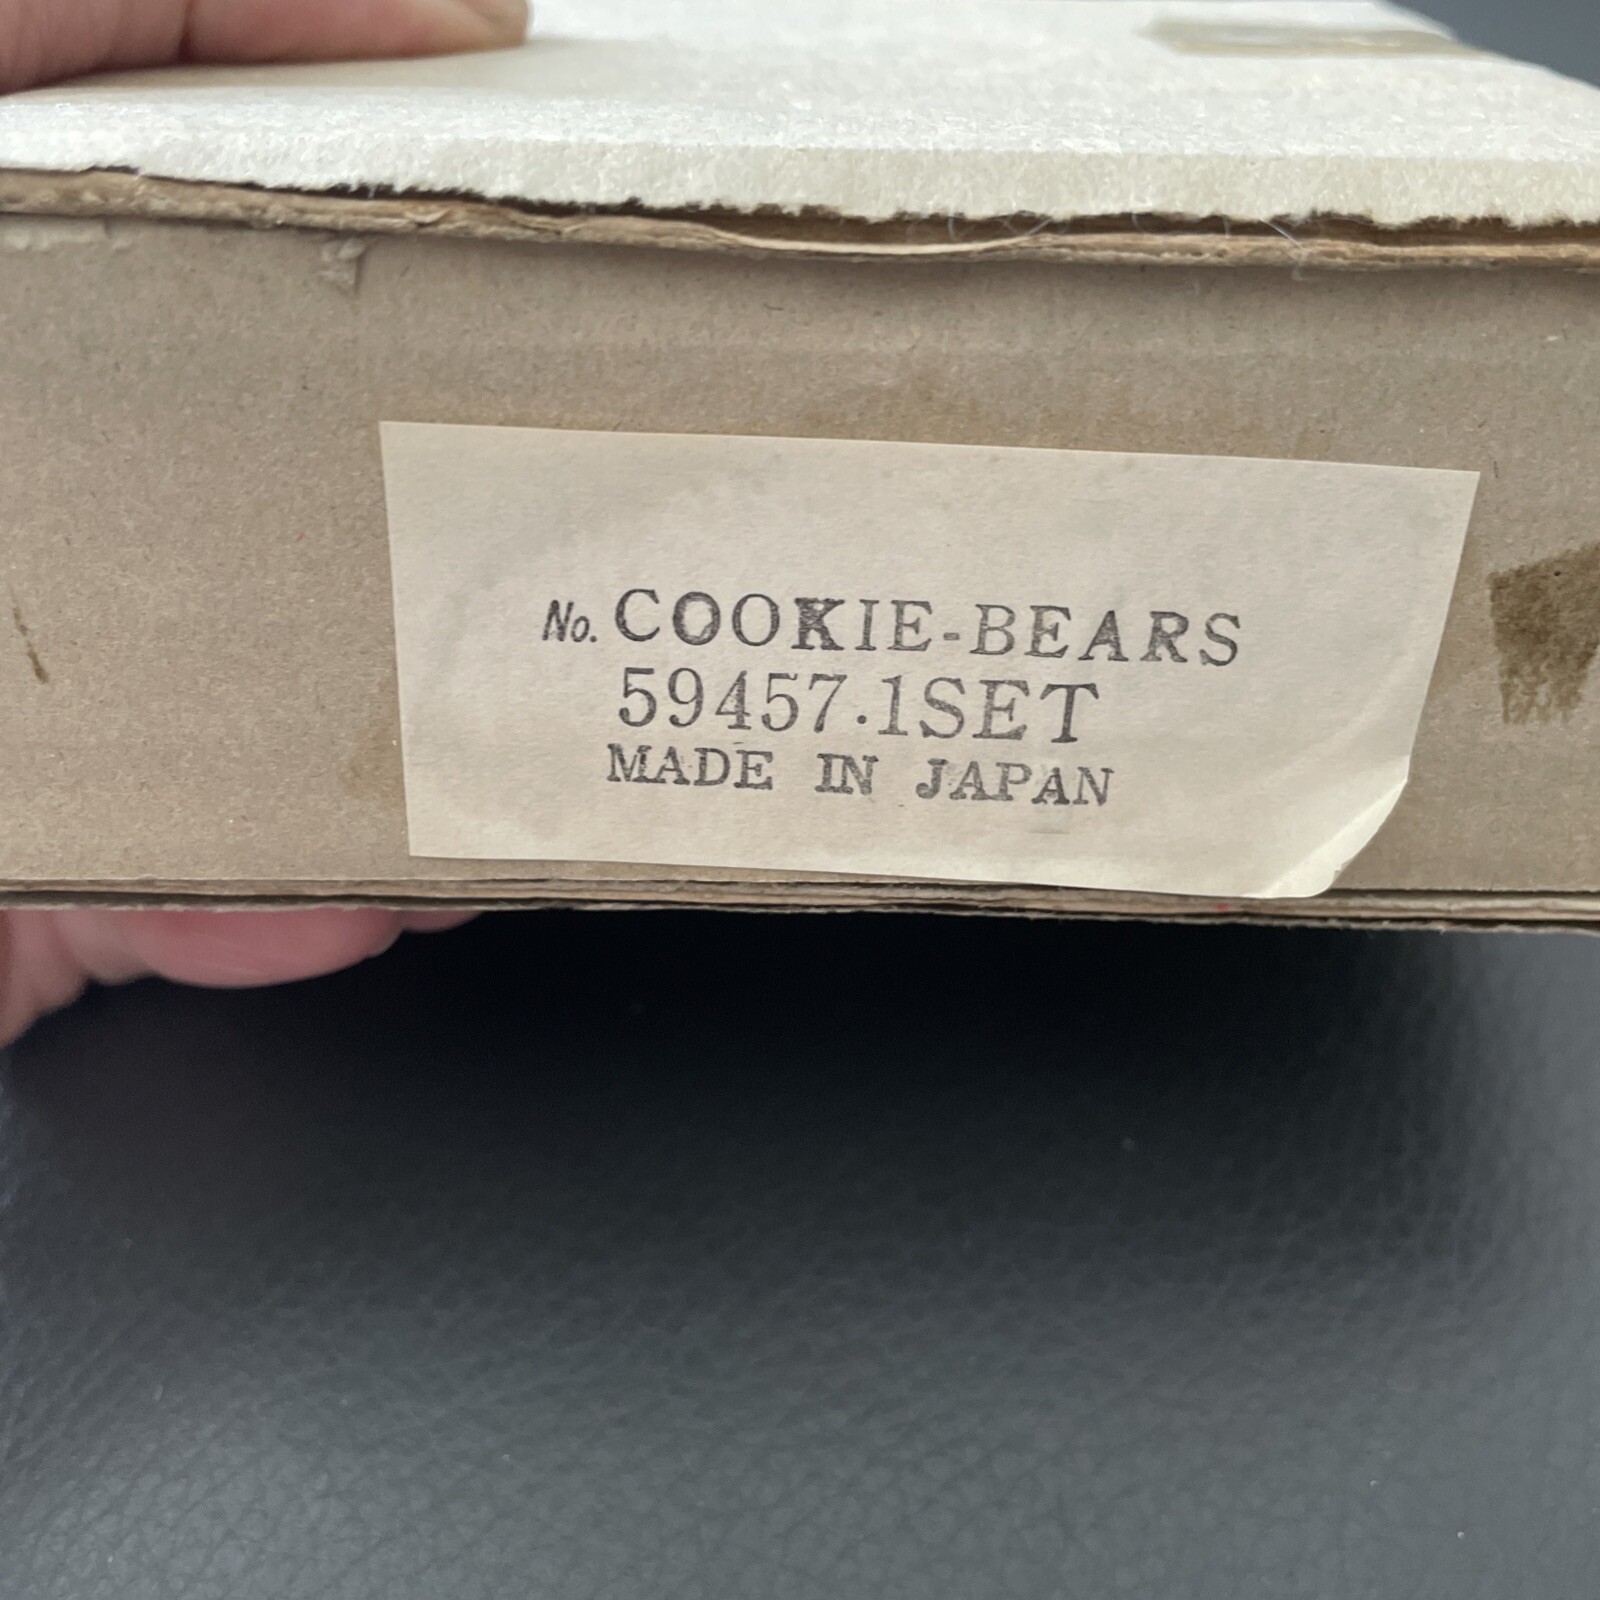 No. COOKIE-BEARS
59457.1SET
MADE IN JAPAN